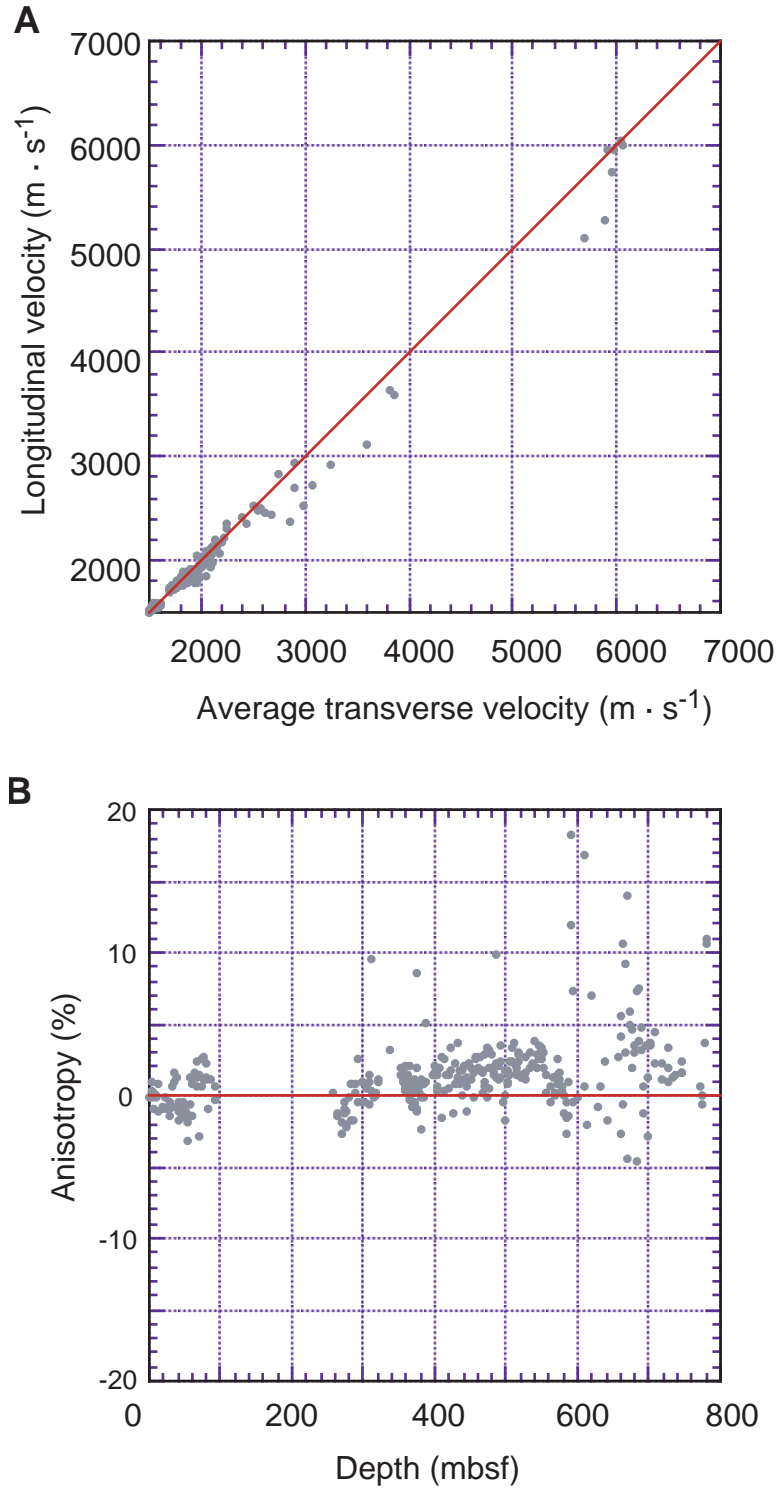 A
7000
6000
5000
4000
3000
2000
Longitudinal velocity (m · s-1)
2000 3000 4000 5000 6000 7000
Average transverse velocity (m · s-1)
B
20
10
0
-10
-20
Anisotropy (%)
0 200 400 600 800
Depth (mbsf)